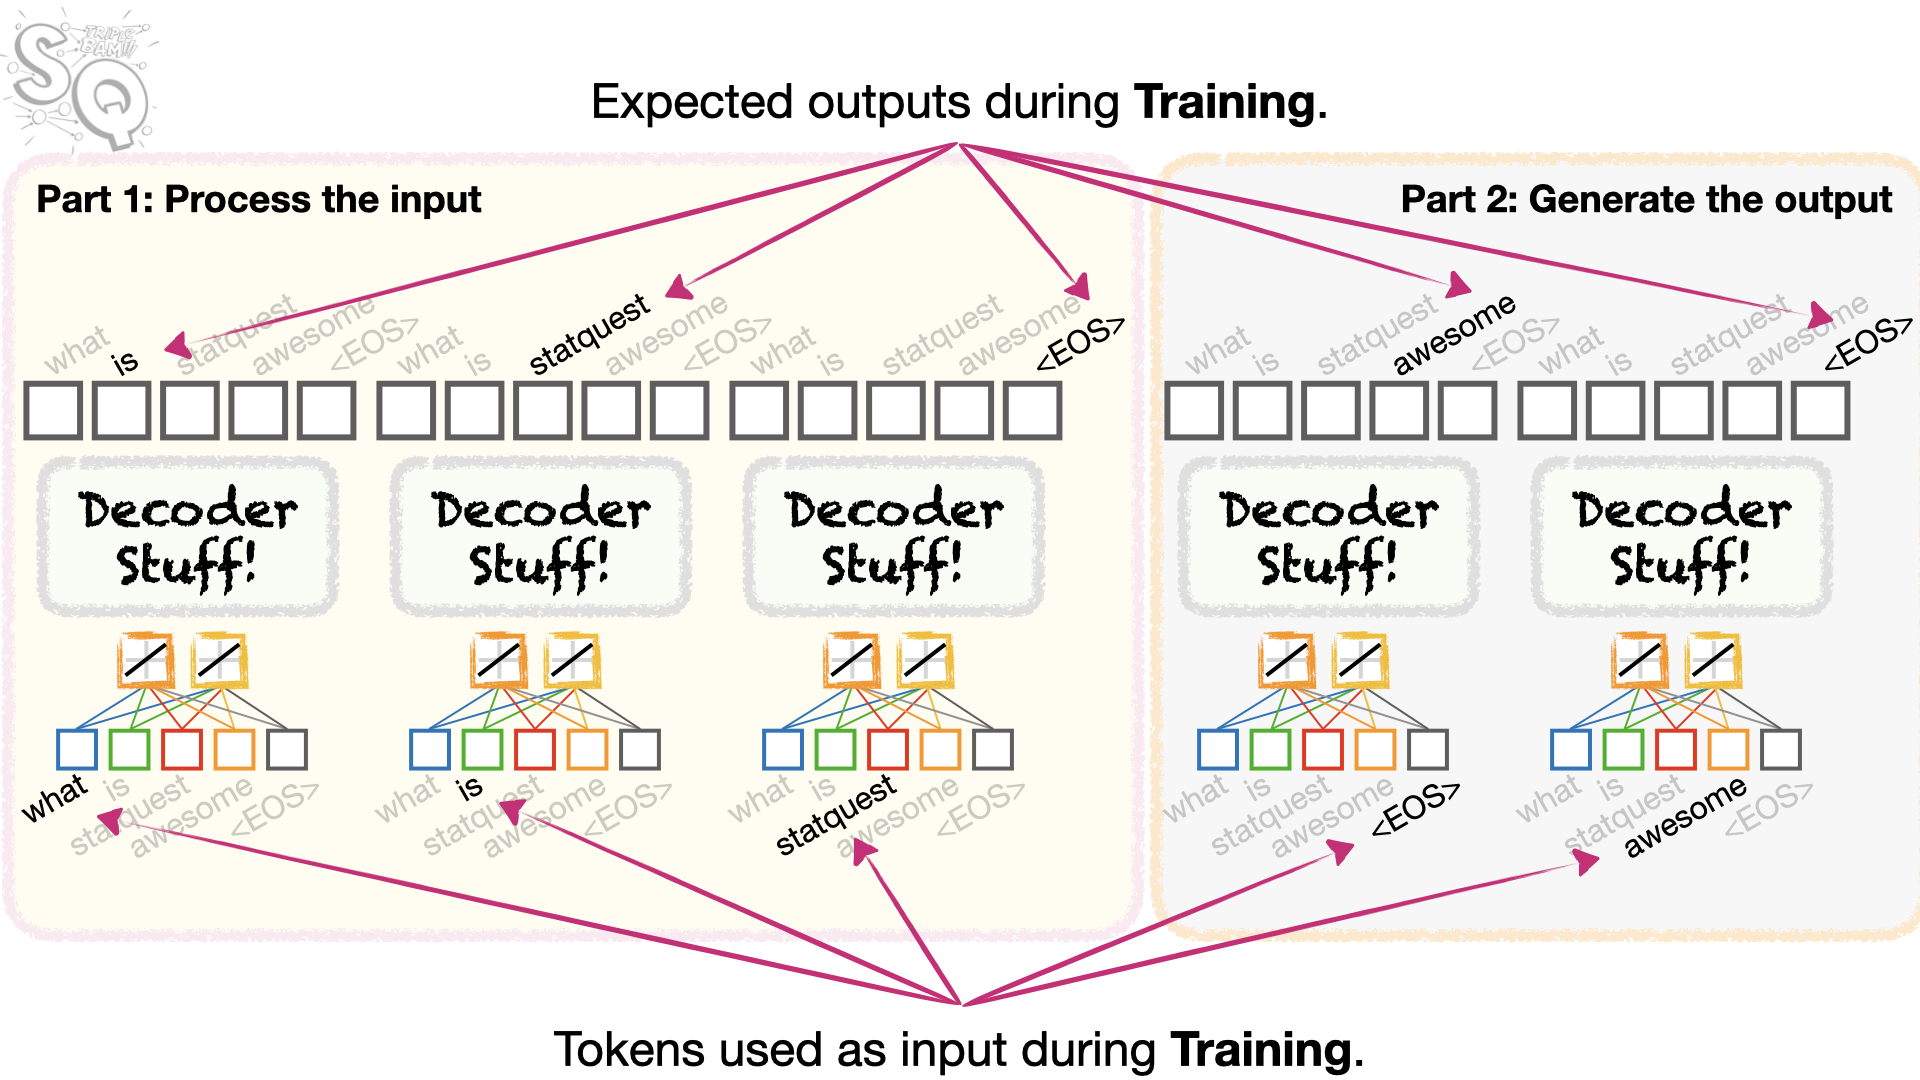 TRIPLE
BAM!!!
SQ
Expected outputs during Training.
Part 1: Process the input
Part 2: Generate the output
what is statquest awesome <EOS> what is statquest awesome <EOS> what is statquest awesome <EOS> what is statquest awesome <EOS> what is statquest awesome <EOS>
Decoder Stuff!
Decoder Stuff!
Decoder Stuff!
Decoder Stuff!
Decoder Stuff!
what is statquest awesome <EOS> what is statquest awesome <EOS> what is statquest awesome <EOS> what is statquest awesome <EOS> what is statquest awesome <EOS>
Tokens used as input during Training.